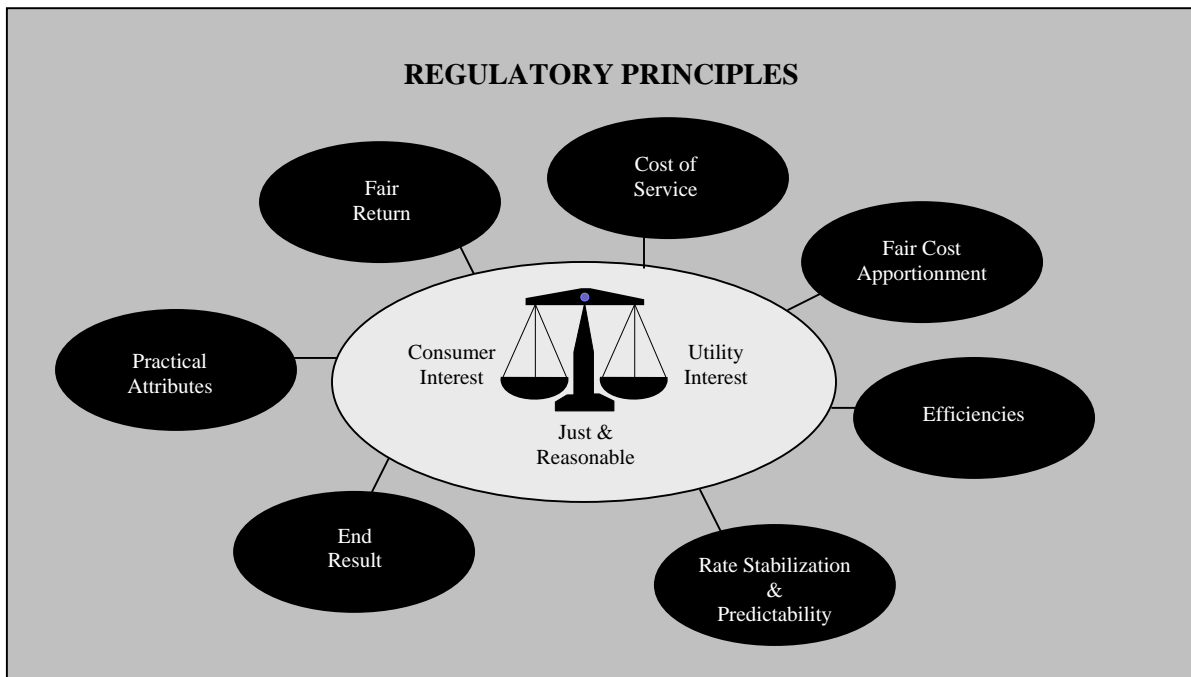 REGULATORY PRINCIPLES
Cost of
Service
Fair
Return
Fair Cost
Apportionment
Consumer
Interest
Utility
Interest
Practical
Attributes
Efficiencies
Just &
Reasonable
End
Result
Rate Stabilization
&
Predictability